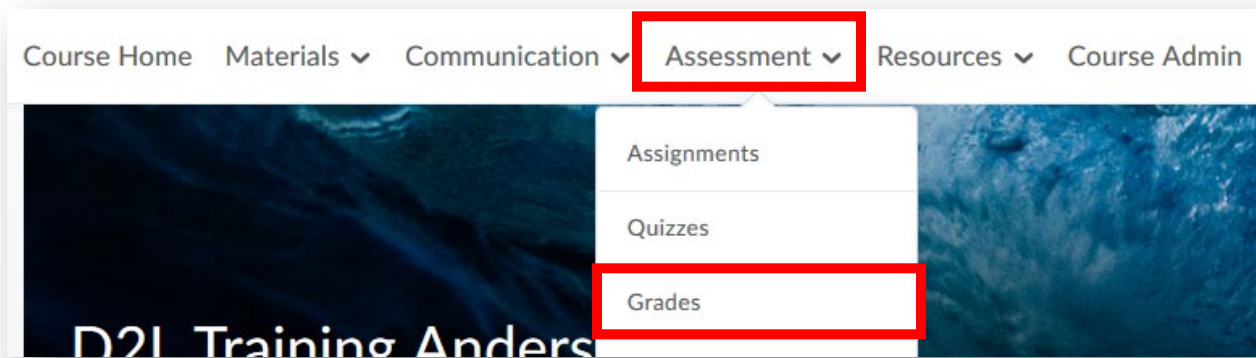 Course Home Materials Communication Assessment Resources Course Admin
Assignments
Quizzes
Grades
D2L Training Anders